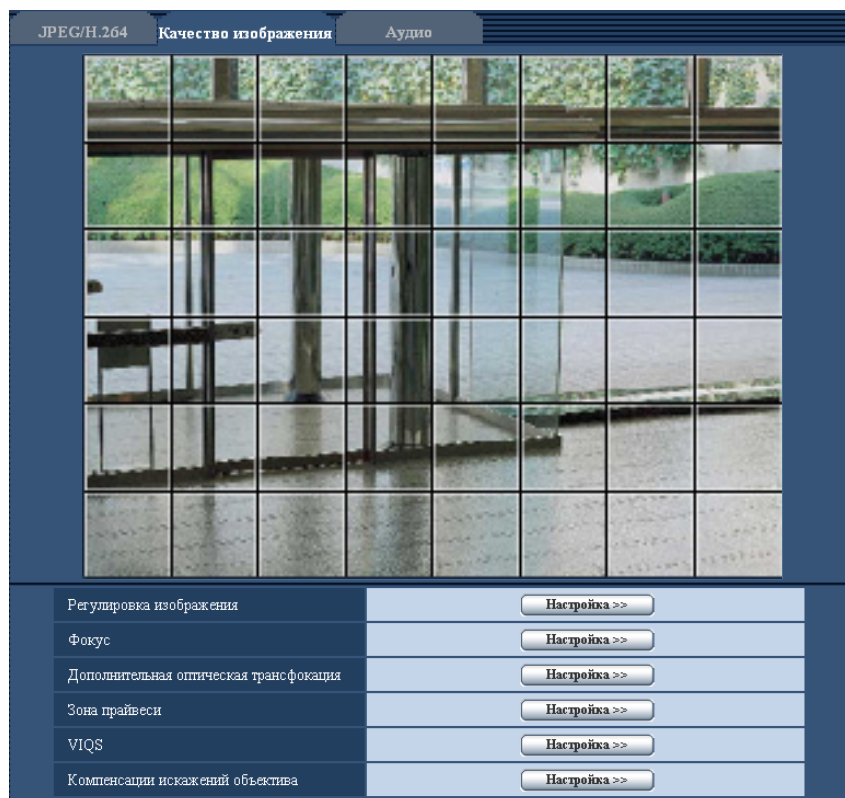 JPEG/H.264 Качество изображения Аудио
Регулировка изображения Настройка >>
Фокус Настройка >>
Дополнительная оптическая трансфокация Настройка >>
Зона прайвеси Настройка >>
VIQS Настройка >>
Компенсации искажений объектива Настройка >>